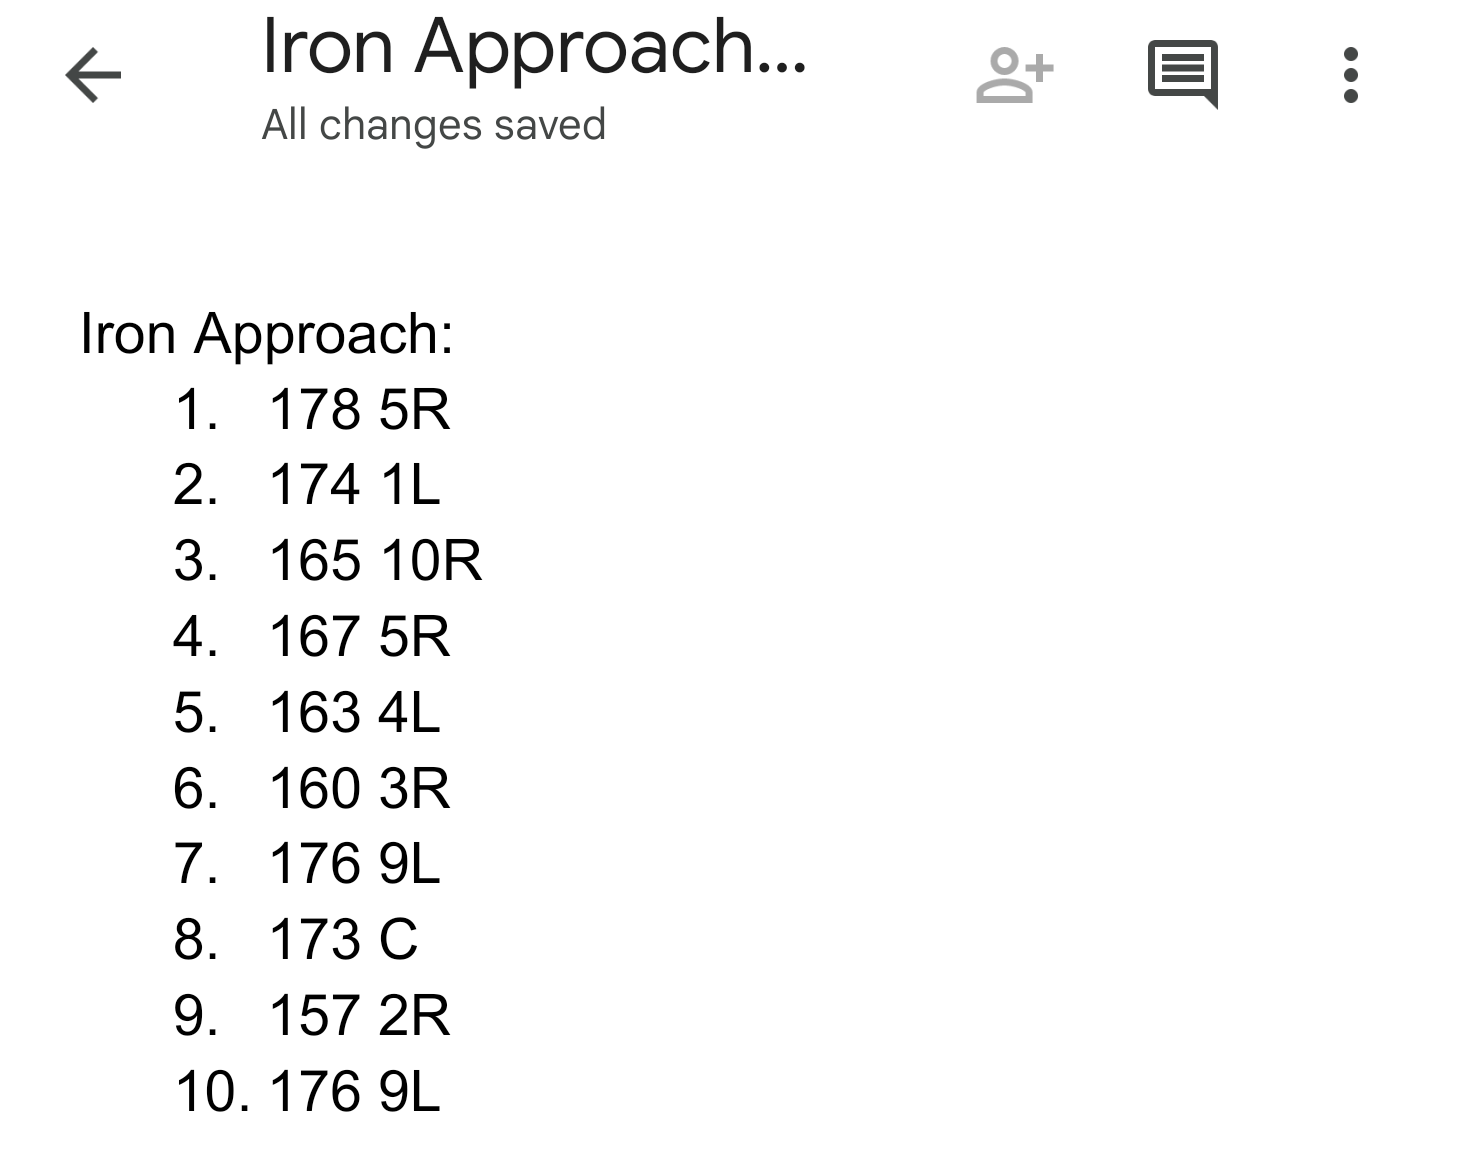 Iron Approach...
All changes saved
Iron Approach:
1. 178 5R
2. 174 1L
3. 165 10R
4. 167 5R
5. 163 4L
6. 160 3R
7. 176 9L
8. 173 C
9. 157 2R
10. 176 9L